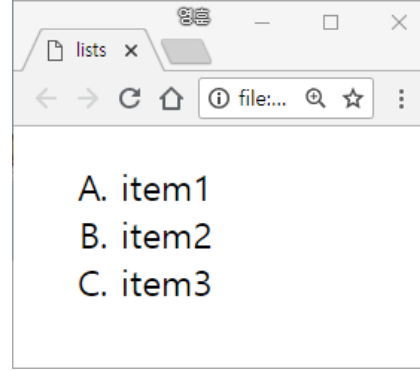 영훈
lists
file:...
A. item1
B. item2
C. item3